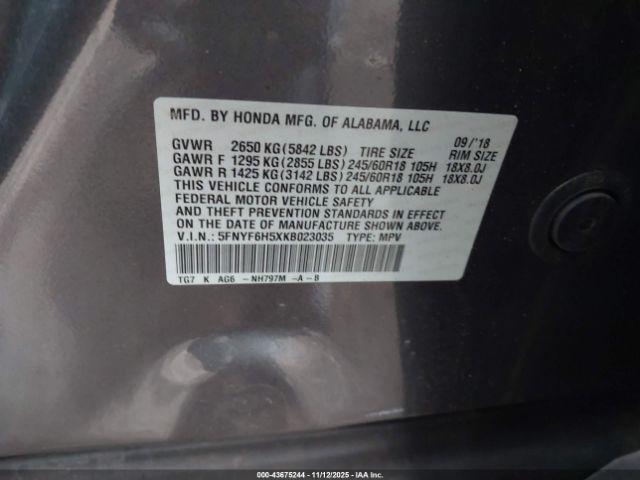 MFD. BY HONDA MFG. OF ALABAMA, LLC
GVWR 2650 KG (5842 LBS) TIRE SIZE 09/'18 RIM SIZE
GAWR F 1295 KG (2855 LBS) 245/60R18 105H 18X8.0J
GAWR R 1425 KG (3142 LBS) 245/60R18 105H 18X8.0J
THIS VEHICLE CONFORMS TO ALL APPLICABLE
FEDERAL MOTOR VEHICLE SAFETY
AND THEFT PREVENTION STANDARDS IN EFFECT
ON THE DATE OF MANUFACTURE SHOWN ABOVE.
V.I.N.: 5FNYF6H5XKB023035 TYPE: MPV
TG7 K AG6 -NH797M -A-B
000-43675244 11/12/2025 - IAAI.com